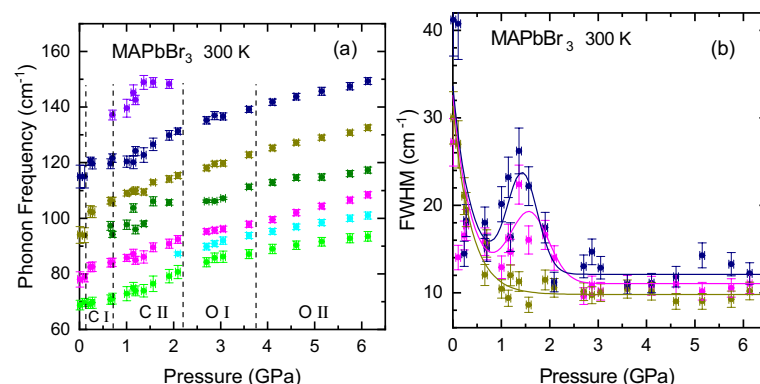 MAPbBr3 300 K (a)
Phonon Frequency (cm-1)
160
140
120
100
80
60
C I C II O I O II
0 1 2 3 4 5 6
Pressure (GPa)
MAPbBr3 300 K (b)
FWHM (cm-1)
40
30
20
10
0 1 2 3 4 5 6
Pressure (GPa)